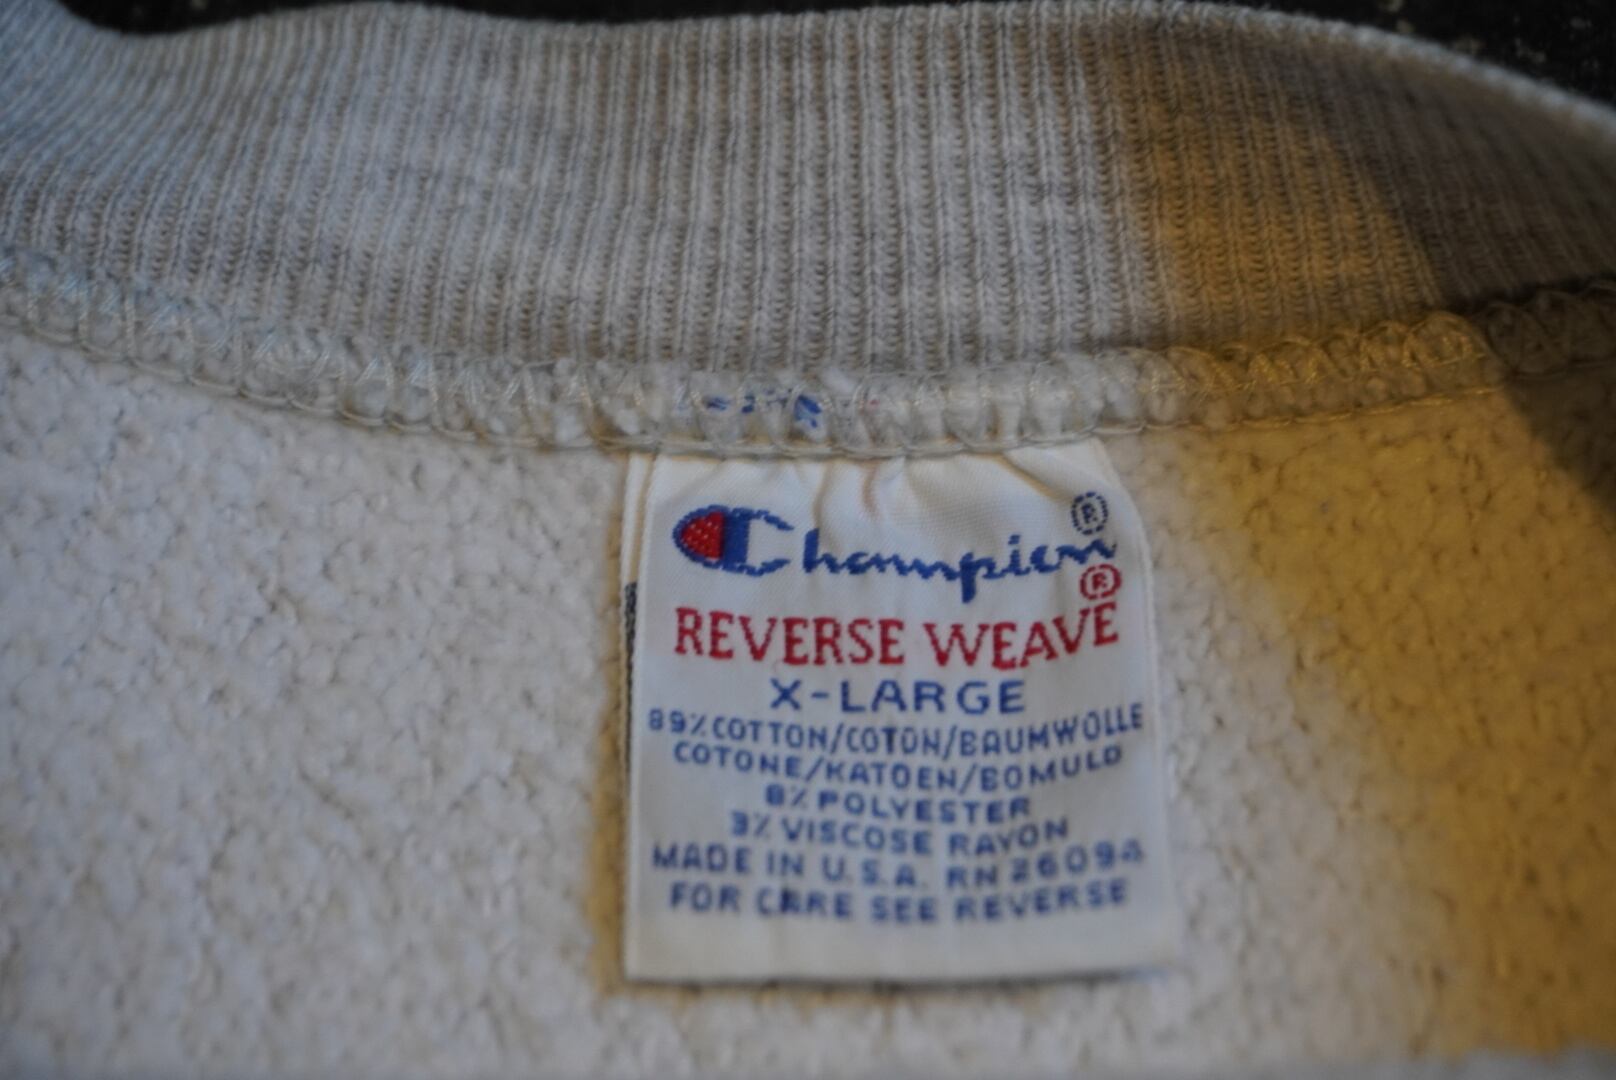 Champion®
REVERSE WEAVE®
X-LARGE
89% COTTON/COTON/BAUMWOLLE
COTONE/KATOEN/BOMULD
8% POLYESTER
3% VISCOSE RAYON
MADE IN U.S.A. RN 26094
FOR CARE SEE REVERSE